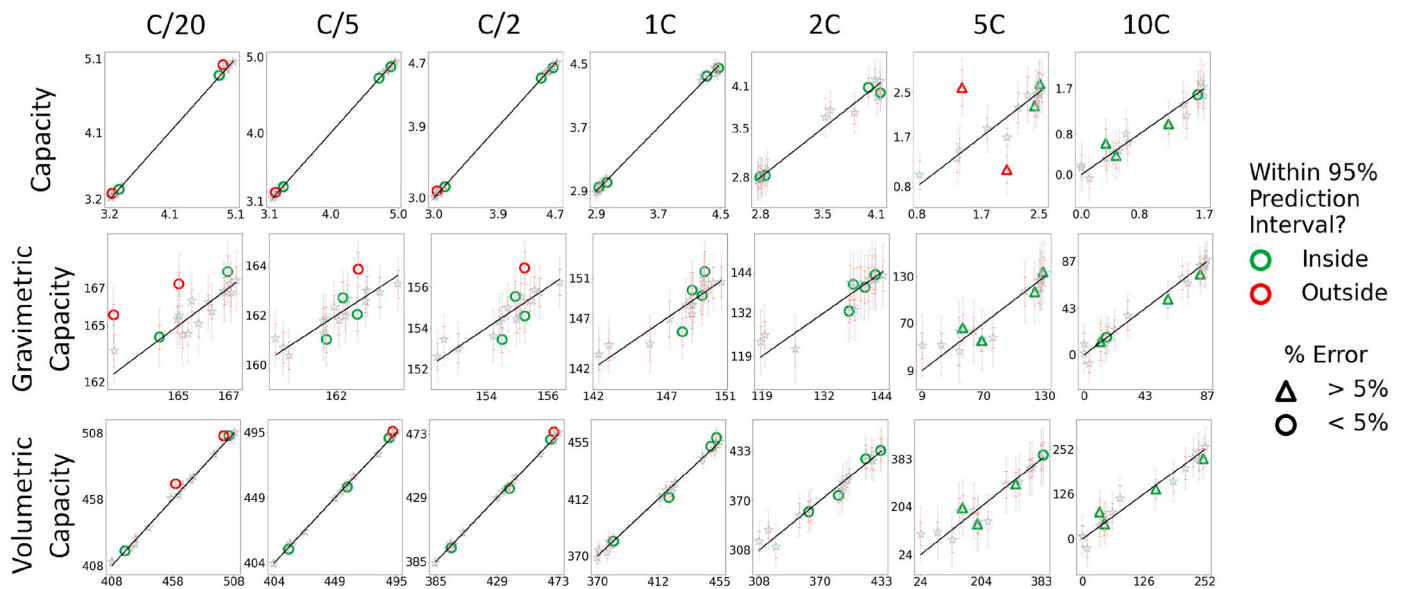 C/20 C/5 C/2 1C 2C 5C 10C
Capacity
5.1 5.0 4.7 4.5 4.1 2.5 1.7
4.1 4.0 3.9 3.7 3.5 1.7 0.8
3.2 3.1 3.0 2.9 2.8 0.8 0.0
3.2 4.1 5.1 3.1 4.0 5.0 3.0 3.9 4.7 2.9 3.7 4.5 2.8 3.5 4.1 0.8 1.7 2.5 0.0 0.8 1.7
Gravimetric
Capacity
167 164 156 151 144 130 87
165 162 154 147 132 70 43
162 160 152 142 119 9 0
165 167 162 154 156 142 147 151 119 132 144 9 70 130 0 43 87
Volumetric
Capacity
508 495 473 455 433 383 252
458 449 429 412 370 204 126
408 404 385 370 308 24 0
408 458 508 404 449 495 385 429 473 370 412 455 308 370 433 24 204 383 0 126 252
Within 95%
Prediction
Interval?
Inside
Outside
% Error
> 5%
< 5%